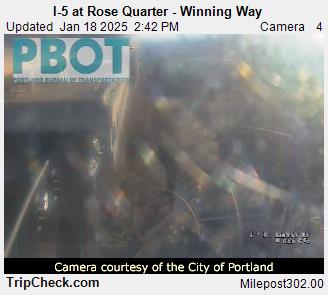 I-5 at Rose Quarter - Winning Way
Updated Jan 18 2025 2:42 PM Camera 4
PBOT
PORTLAND BUREAU OF TRANSPORTATION
Camera courtesy of the City of Portland
TripCheck.com Milepost302.00